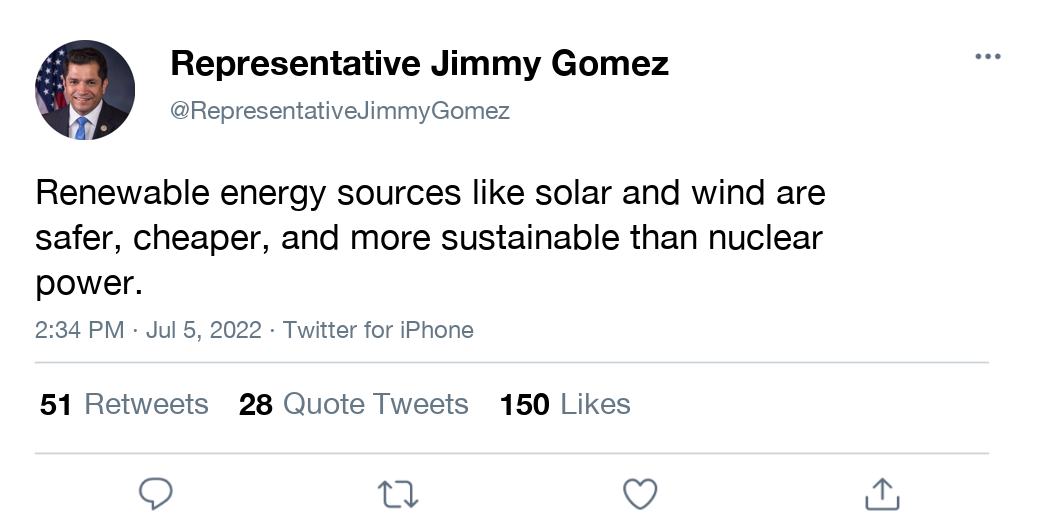 Representative Jimmy Gomez
@RepresentativeJimmyGomez
Renewable energy sources like solar and wind are
safer, cheaper, and more sustainable than nuclear
power.
2:34 PM · Jul 5, 2022 · Twitter for iPhone
51 Retweets 28 Quote Tweets 150 Likes